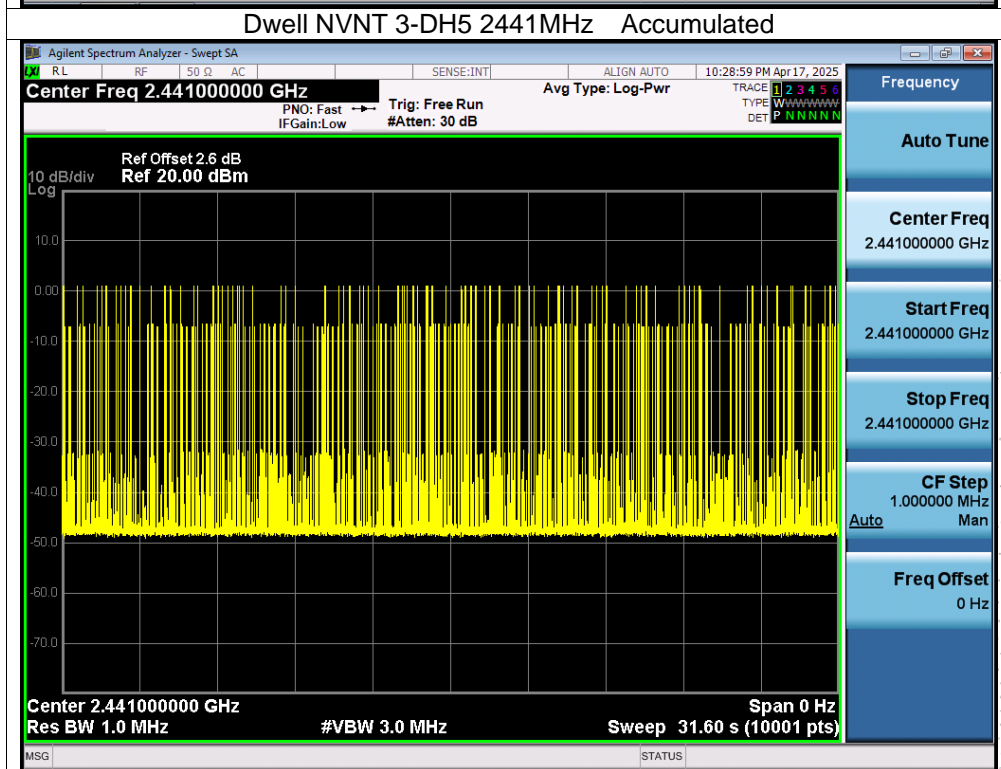 Dwell NVNT 3-DH5 2441MHz Accumulated
Agilent Spectrum Analyzer - Swept SA
LXI RL RF 50 Ω AC SENSE:INT ALIGN AUTO 10:28:59 PM Apr 17, 2025
Center Freq 2.441000000 GHz
PNO: Fast
IFGain:Low
Trig: Free Run
#Atten: 30 dB
Avg Type: Log-Pwr
TRACE 1 2 3 4 5 6
TYPE WWWWWW
DET P N N N N N
Ref Offset 2.6 dB
10 dB/div Ref 20.00 dBm
Log
10.0
0.00
-10.0
-20.0
-30.0
-40.0
-50.0
-60.0
-70.0
Center 2.441000000 GHz Span 0 Hz
Res BW 1.0 MHz #VBW 3.0 MHz Sweep 31.60 s (10001 pts)
MSG STATUS
Frequency
Auto Tune
Center Freq
2.441000000 GHz
Start Freq
2.441000000 GHz
Stop Freq
2.441000000 GHz
CF Step
1.000000 MHz
Auto Man
Freq Offset
0 Hz